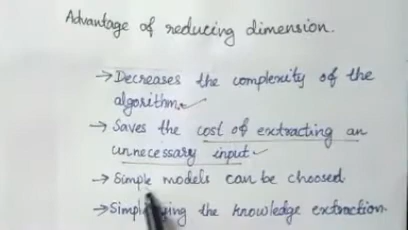 Advantage of reducing dimension.
→ Decreases the complexity of the
algorithm.
→ Saves the cost of extracting an
unnecessary input.
→ Simple models can be choosed.
→ Simplifying the knowledge extraction.